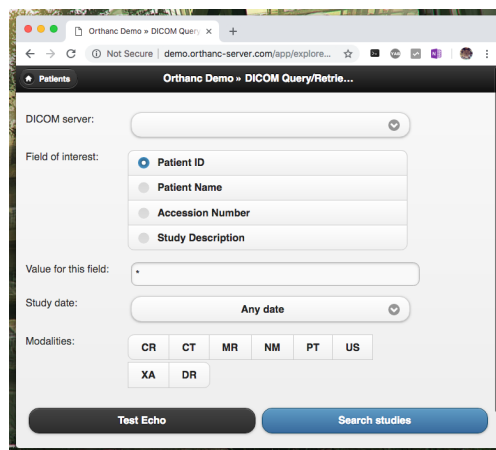 Orthanc Demo » DICOM Query
Not Secure | demo.orthanc-server.com/app/explore...
Patients
Orthanc Demo » DICOM Query/Retrie...
DICOM server:
Field of interest:
Patient ID
Patient Name
Accession Number
Study Description
Value for this field:
*
Study date:
Any date
Modalities:
CR CT MR NM PT US
XA DR
Test Echo
Search studies